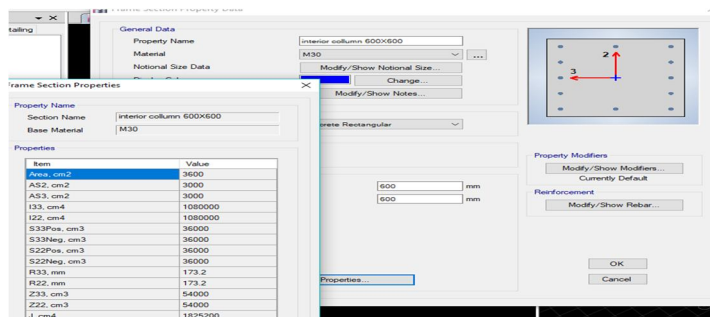 tailing
Frame Section Property Data
General Data
Property Name
interior collumn 600X600
Material
M30
...
Notional Size Data
Modify/Show Notional Size...
Change...
Modify/Show Notes...
Frame Section Properties
Property Name
Section Name
interior collumn 600X600
Base Material
M30
Properties
Item Value
Area, cm2 3600
AS2, cm2 3000
AS3, cm2 3000
I33, cm4 1080000
I22, cm4 1080000
S33Pos, cm3 36000
S33Neg, cm3 36000
S22Pos, cm3 36000
S22Neg, cm3 36000
R33, mm 173.2
R22, mm 173.2
Z33, cm3 54000
Z22, cm3 54000
J, cm4 1825200
crete Rectangular
600 mm
600 mm
Properties...
2
3
Property Modifiers
Modify/Show Modifiers...
Currently Default
Reinforcement
Modify/Show Rebar...
OK
Cancel